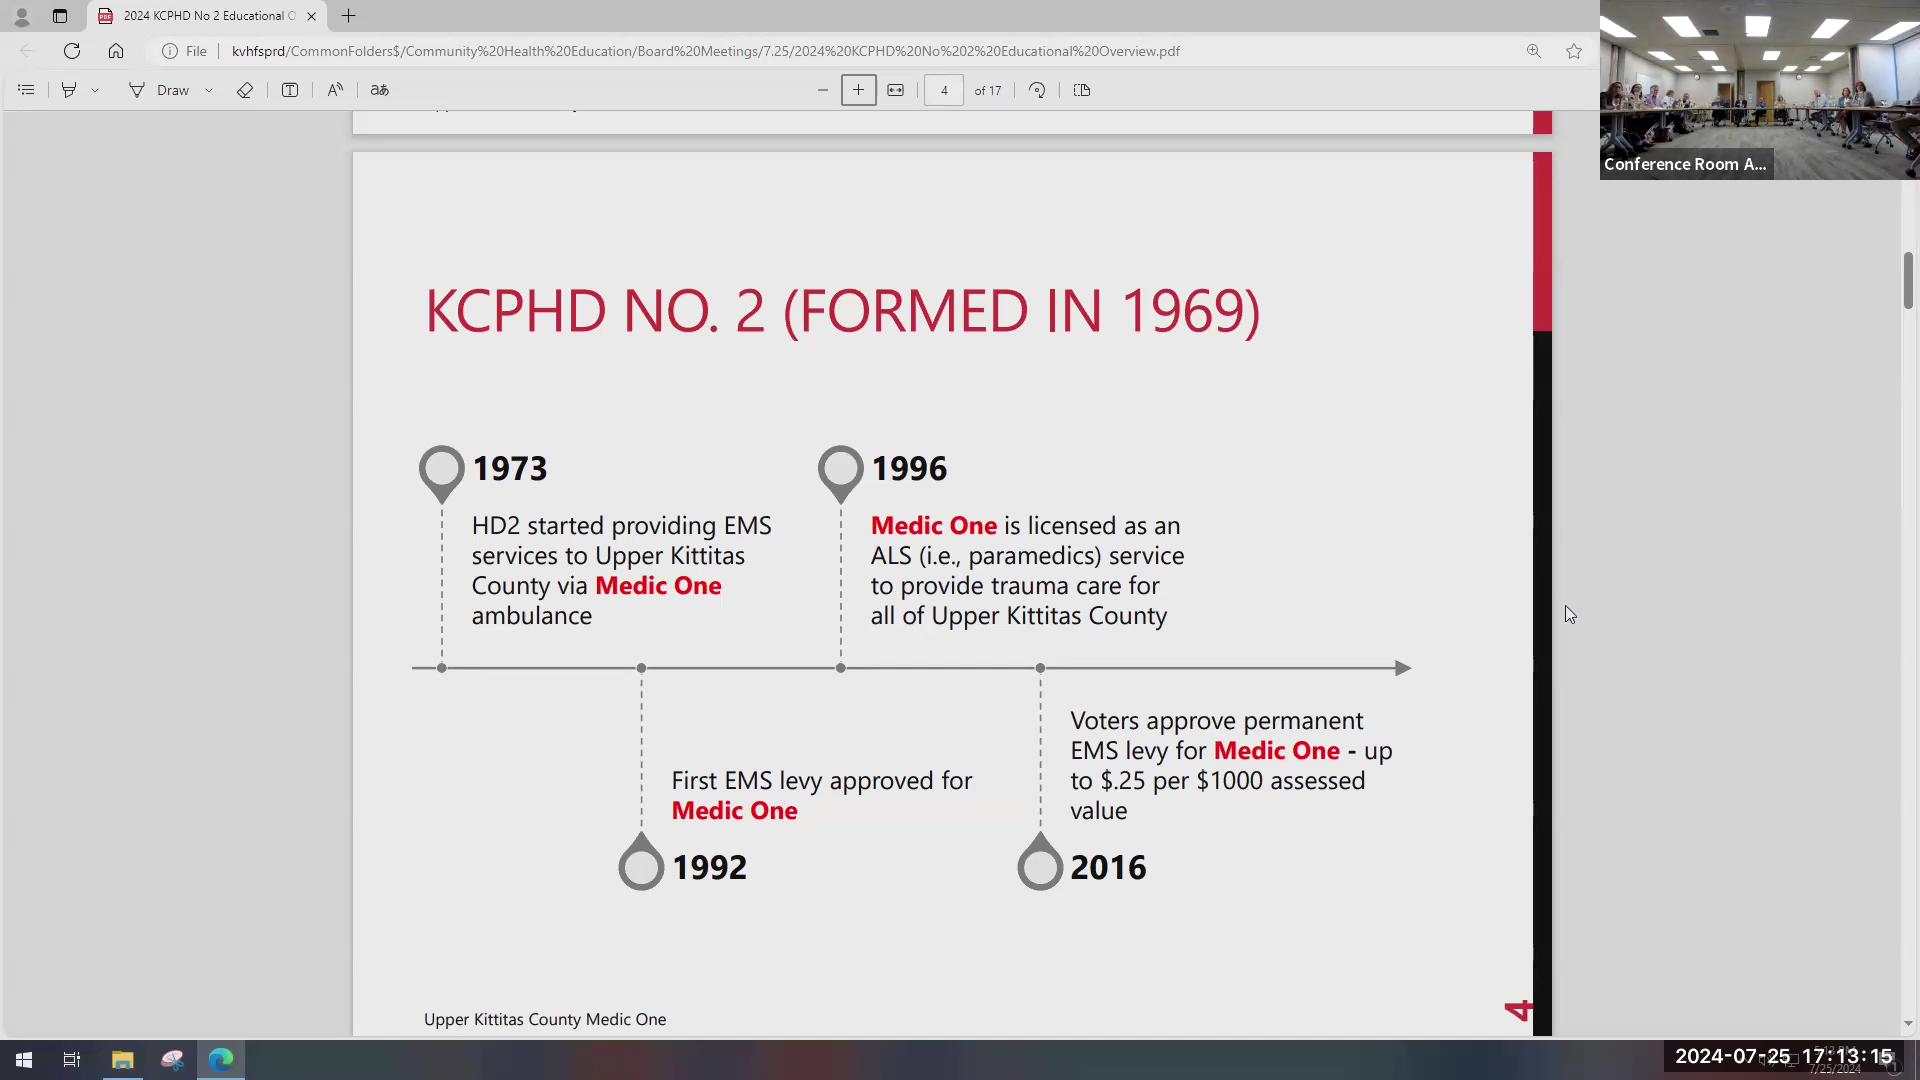 2024 KCPHD No 2 Educational O
File
kvhfsprd/CommonFolders$/Community%20Health%20Education/Board%20Meetings/7.25/2024%20KCPHD%20No%202%20Educational%20Overview.pdf
Draw
4
of 17
Conference Room A...
KCPHD NO. 2 (FORMED IN 1969)
1973
HD2 started providing EMS
services to Upper Kittitas
County via Medic One
ambulance
1996
Medic One is licensed as an
ALS (i.e., paramedics) service
to provide trauma care for
all of Upper Kittitas County
First EMS levy approved for
Medic One
1992
Voters approve permanent
EMS levy for Medic One - up
to $.25 per $1000 assessed
value
2016
Upper Kittitas County Medic One
4
2024-07-25 17:13:15
7/25/2024